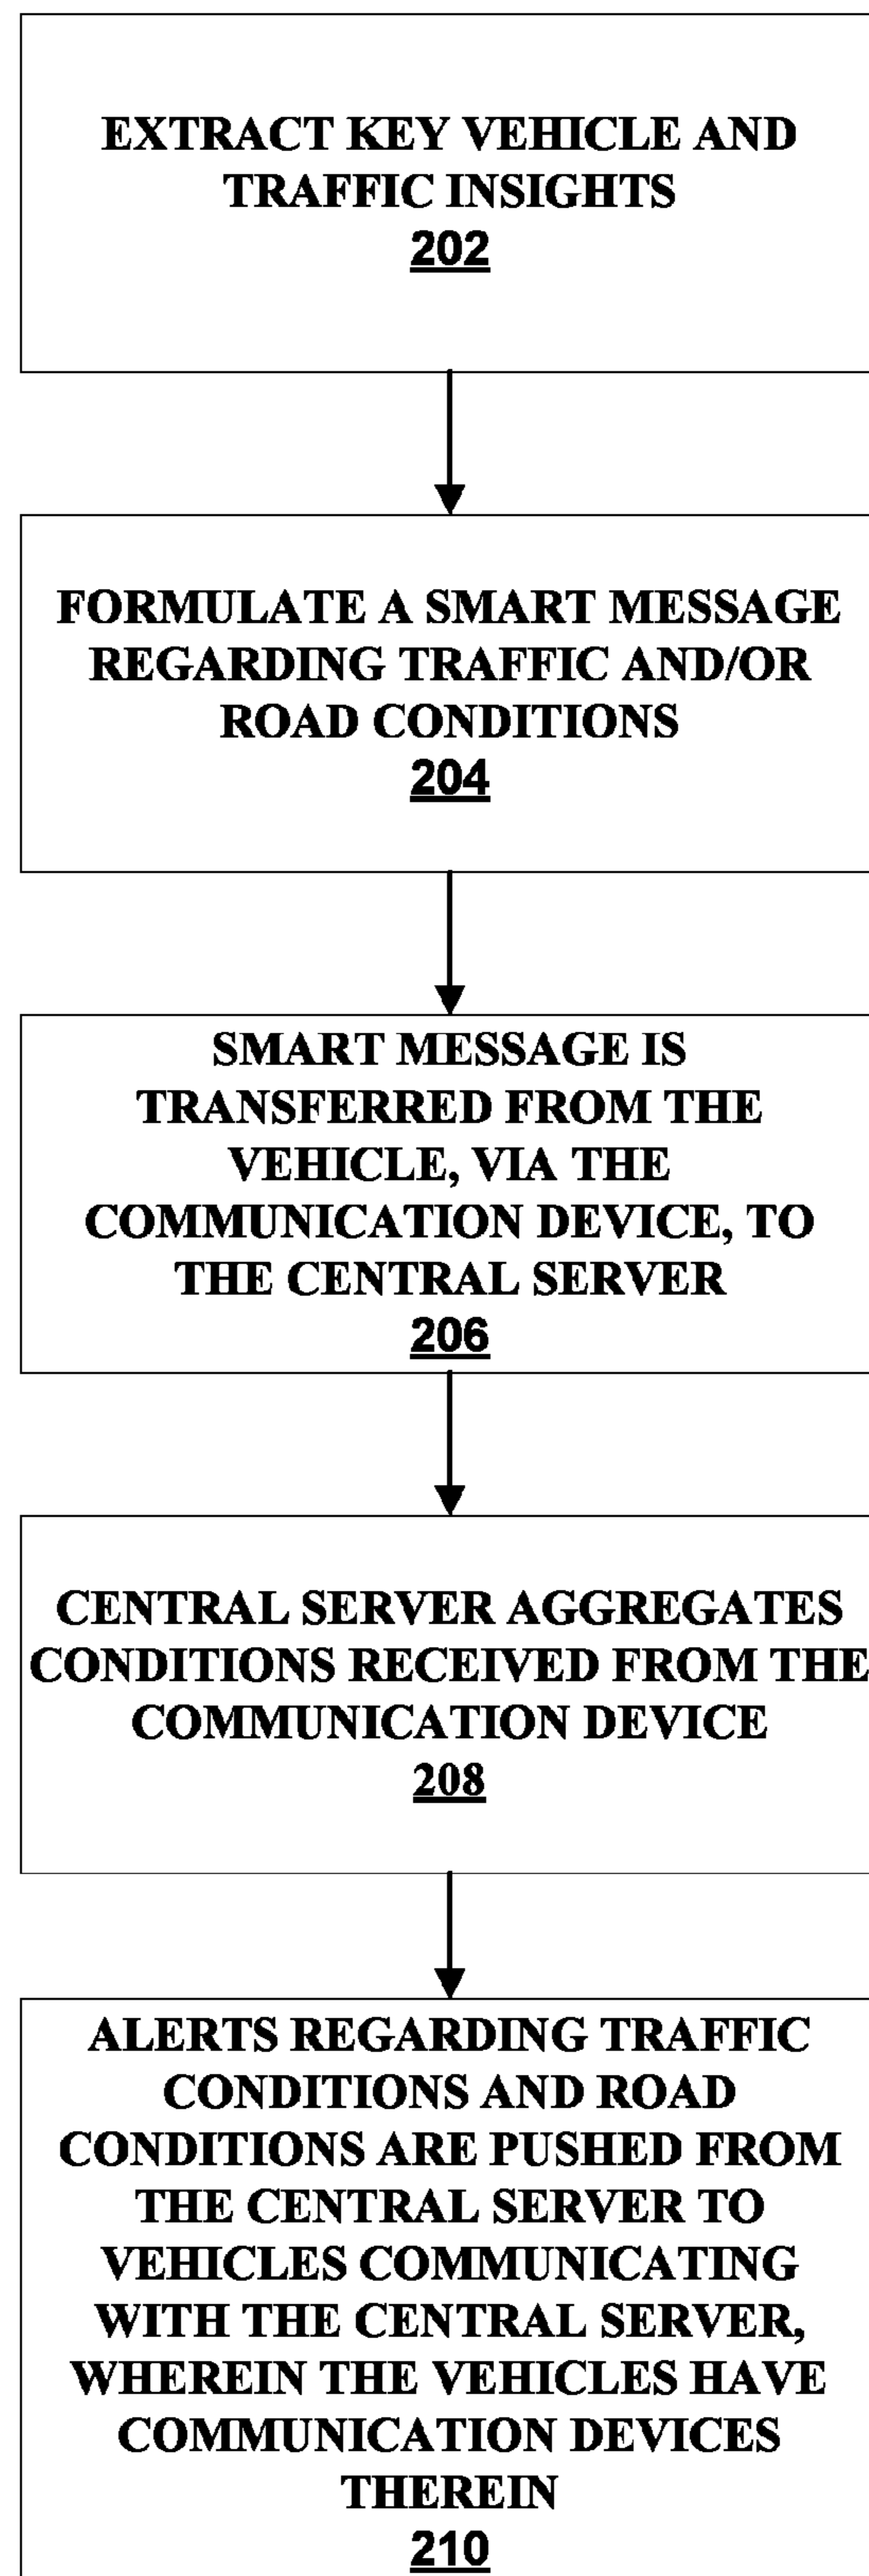 EXTRACT KEY VEHICLE AND
TRAFFIC INSIGHTS
202
FORMULATE A SMART MESSAGE
REGARDING TRAFFIC AND/OR
ROAD CONDITIONS
204
SMART MESSAGE IS
TRANSFERRED FROM THE
VEHICLE, VIA THE
COMMUNICATION DEVICE, TO
THE CENTRAL SERVER
206
CENTRAL SERVER AGGREGATES
CONDITIONS RECEIVED FROM THE
COMMUNICATION DEVICE
208
ALERTS REGARDING TRAFFIC
CONDITIONS AND ROAD
CONDITIONS ARE PUSHED FROM
THE CENTRAL SERVER TO
VEHICLES COMMUNICATING
WITH THE CENTRAL SERVER,
WHEREIN THE VEHICLES HAVE
COMMUNICATION DEVICES
THEREIN
210